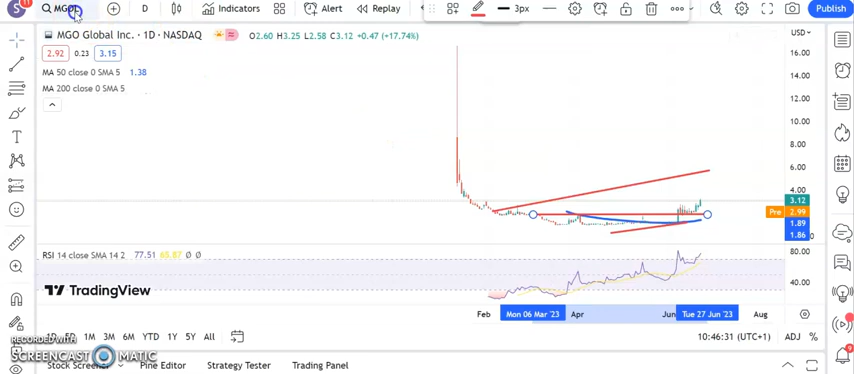 S 11 MGOL D Indicators Alert Replay 3px Publish
MGO Global Inc. · 1D · NASDAQ O2.60 H3.25 L2.58 C3.12 +0.47 (+17.74%) USD
2.92 0.23 3.15
MA 50 close 0 SMA 5 1.38
MA 200 close 0 SMA 5
16.00
14.00
12.00
10.00
8.00
6.00
4.00
3.12
Pre 2.99
1.89
1.86
RSI 14 close SMA 14 2 77.51 65.87 Ø Ø
80.00
40.00
TradingView
Feb Mon 06 Mar '23 Apr Jun Tue 27 Jun '23 Aug
1D 5D 1M 3M 6M YTD 1Y 5Y All 10:46:31 (UTC+1) ADJ %
RECORDED WITH
SCREENCAST MATIC
Stock Screener Pine Editor Strategy Tester Trading Panel
9